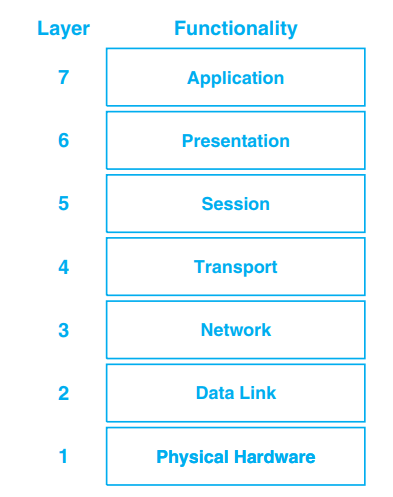 Layer Functionality
7 Application
6 Presentation
5 Session
4 Transport
3 Network
2 Data Link
1 Physical Hardware